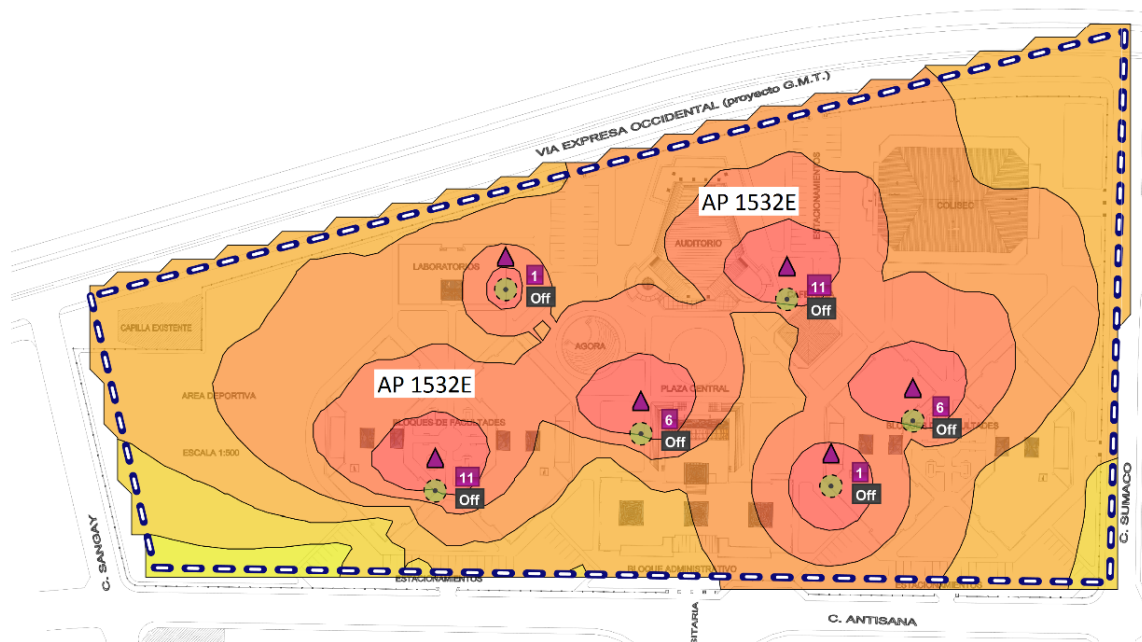 VIA EXPRESA OCCIDENTAL (proyecto G.M.T.)
ESTACIONAMIENTOS
COLISEO
AP 1532E
AUDITORIO
LABORATORIOS
1
Off
11
Off
CAPILLA EXISTENTE
AGORA
AP 1532E
PLAZA CENTRAL
AREA DEPORTIVA
6
Off
6
Off
BLOQUES DE FACULTADES
ESCALA 1:500
11
Off
1
Off
C. SANGAY
C. SUMACO
BLOQUE ADMINISTRATIVO
ESTACIONAMIENTOS
ESTACIONAMIENTOS
C. ANTISANA